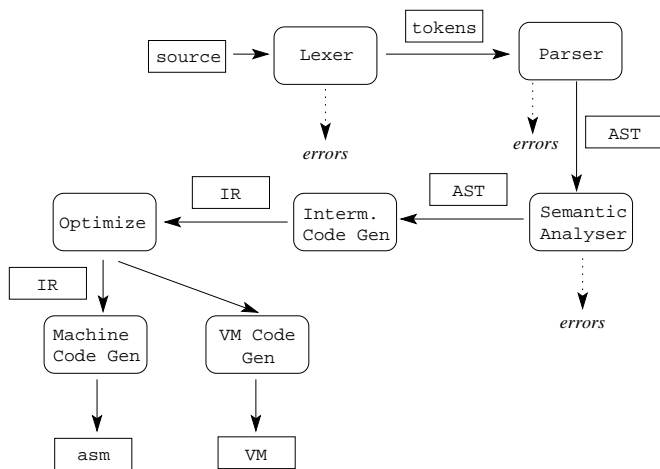 tokens
source
Lexer
Parser
AST
errors
errors
IR
AST
Optimize
Interm.
Code Gen
Semantic
Analyser
IR
errors
Machine
Code Gen
VM Code
Gen
asm
VM